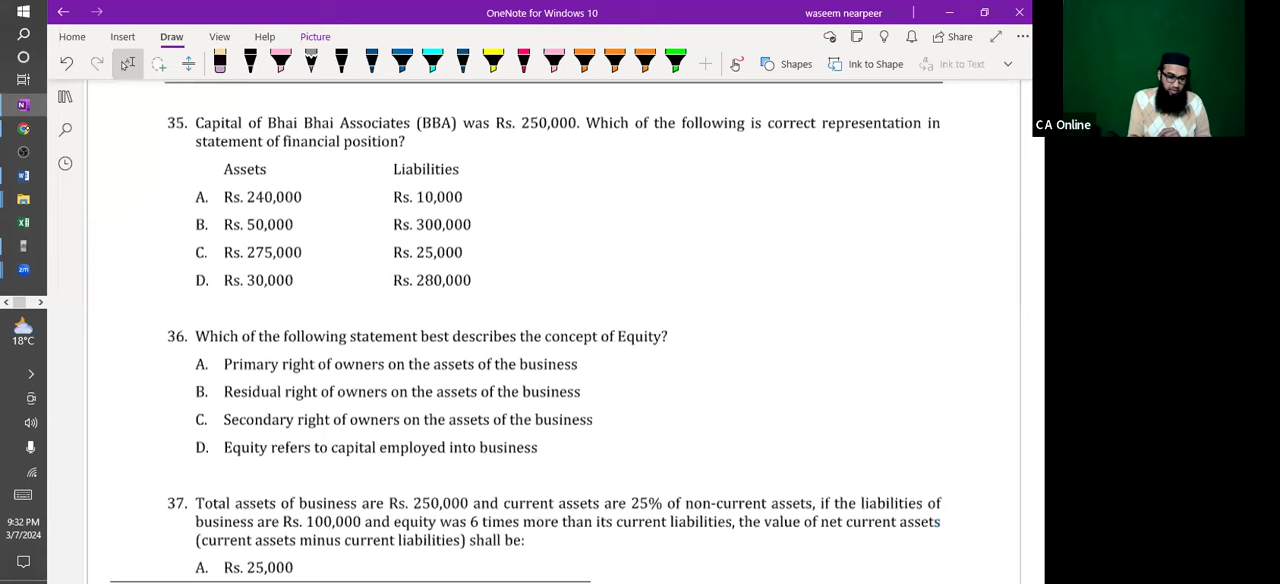 OneNote for Windows 10
waseem nearpeer
Home Insert Draw View Help Picture
Share
Shapes Ink to Shape Ink to Text
C A Online
35. Capital of Bhai Bhai Associates (BBA) was Rs. 250,000. Which of the following is correct representation in
statement of financial position?
Assets Liabilities
A. Rs. 240,000 Rs. 10,000
B. Rs. 50,000 Rs. 300,000
C. Rs. 275,000 Rs. 25,000
D. Rs. 30,000 Rs. 280,000
36. Which of the following statement best describes the concept of Equity?
A. Primary right of owners on the assets of the business
B. Residual right of owners on the assets of the business
C. Secondary right of owners on the assets of the business
D. Equity refers to capital employed into business
37. Total assets of business are Rs. 250,000 and current assets are 25% of non-current assets, if the liabilities of
business are Rs. 100,000 and equity was 6 times more than its current liabilities, the value of net current assets
(current assets minus current liabilities) shall be:
A. Rs. 25,000
18°C
9:32 PM
3/7/2024